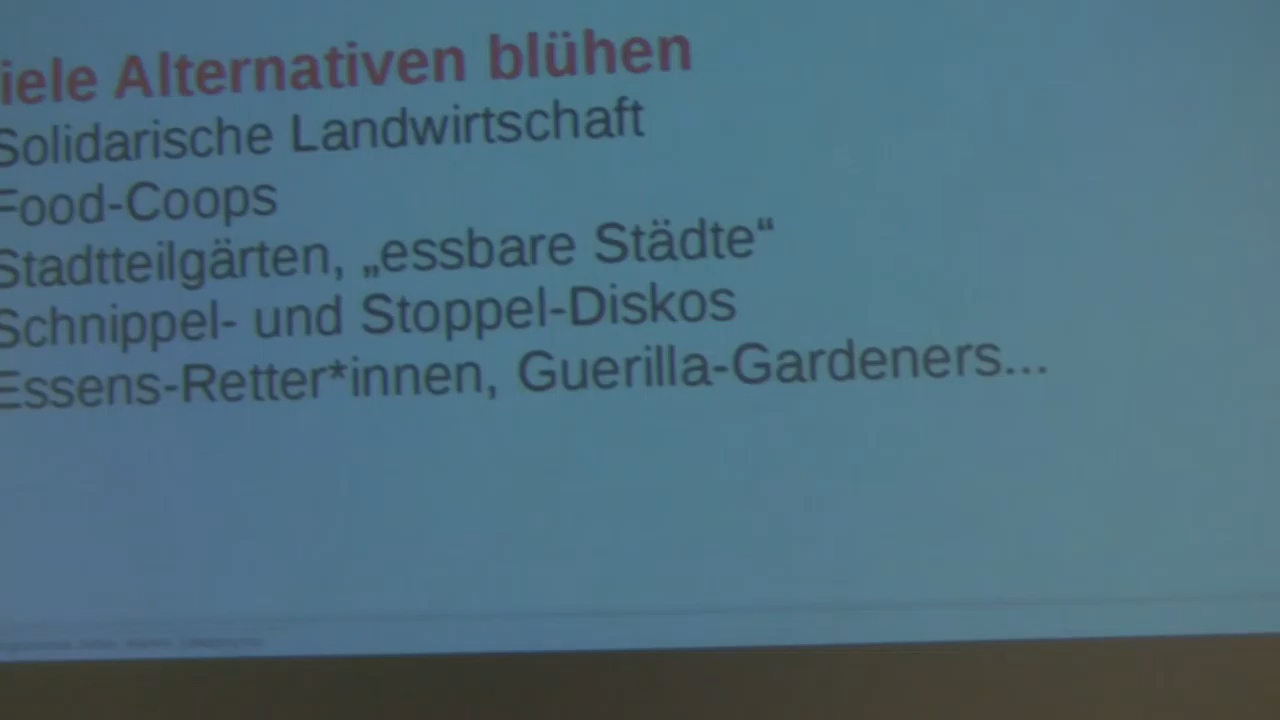 iele Alternativen blühen
Solidarische Landwirtschaft
Food-Coops
Stadtteilgärten, „essbare Städte“
Schnippel- und Stoppel-Diskos
Essens-Retter*innen, Guerilla-Gardeners...